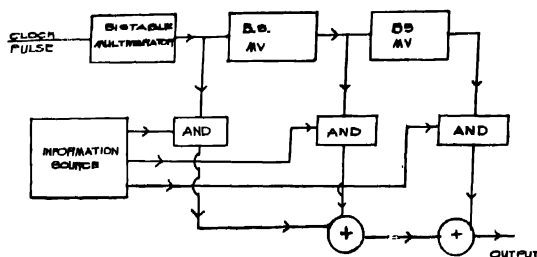 CLOCK
PULSE
BISTABLE
MULTIVIBRATOR
B.S.
MV
BS
MV
INFORMATION
SOURCE
AND
AND
AND
+
+
OUTPUT